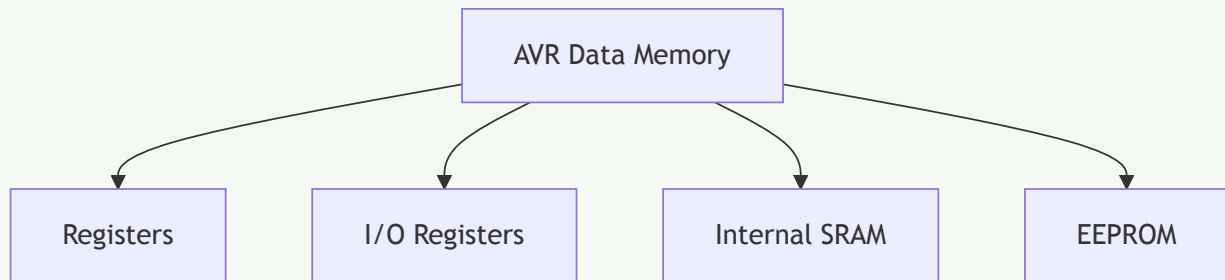 AVR Data Memory
Registers
I/O Registers
Internal SRAM
EEPROM